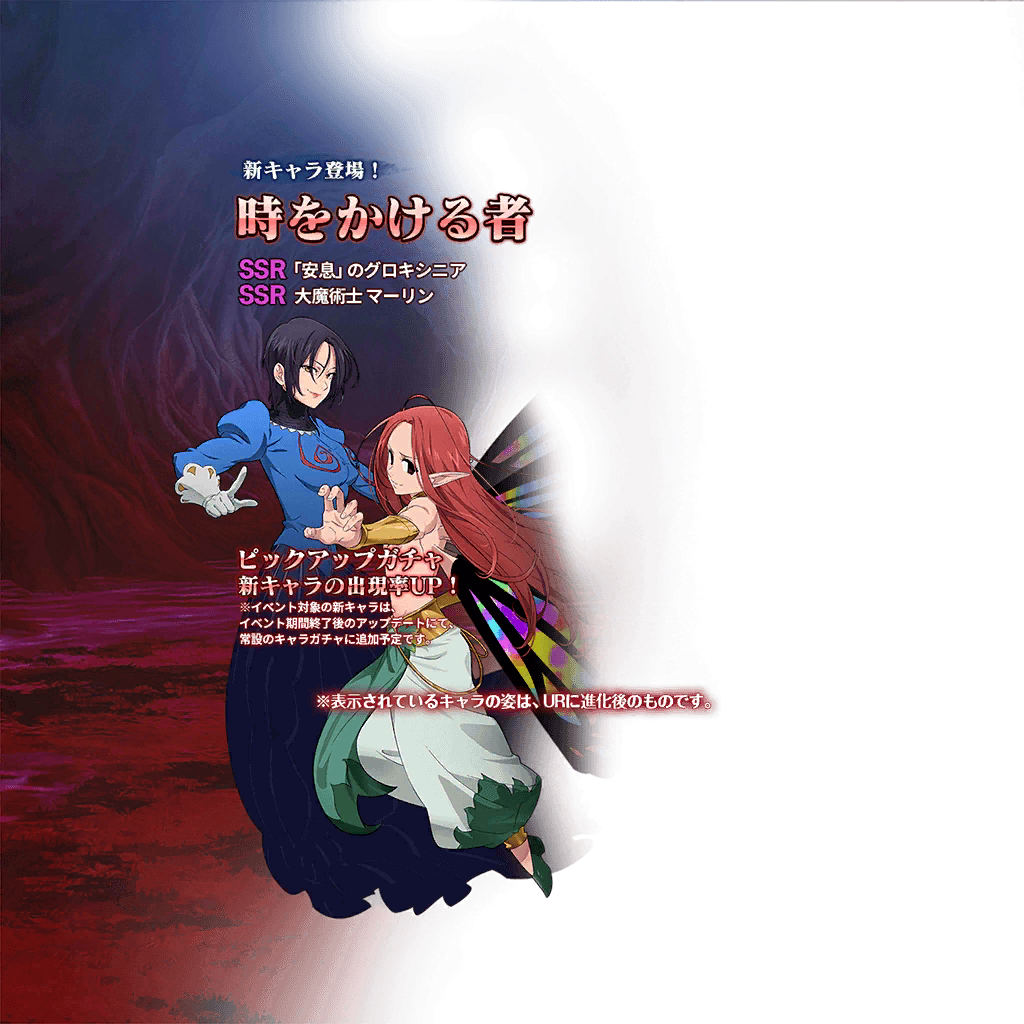 新キャラ登場！
時をかける者
SSR「安息」のグロキシニア
SSR 大魔術士 マーリン
ピックアップガチャ
新キャラの出現率UP！
※イベント対象の新キャラは、
イベント期間終了後のアップデートにて、
常設のキャラガチャに追加予定です。
※表示されているキャラの姿は、URに進化後のものです。